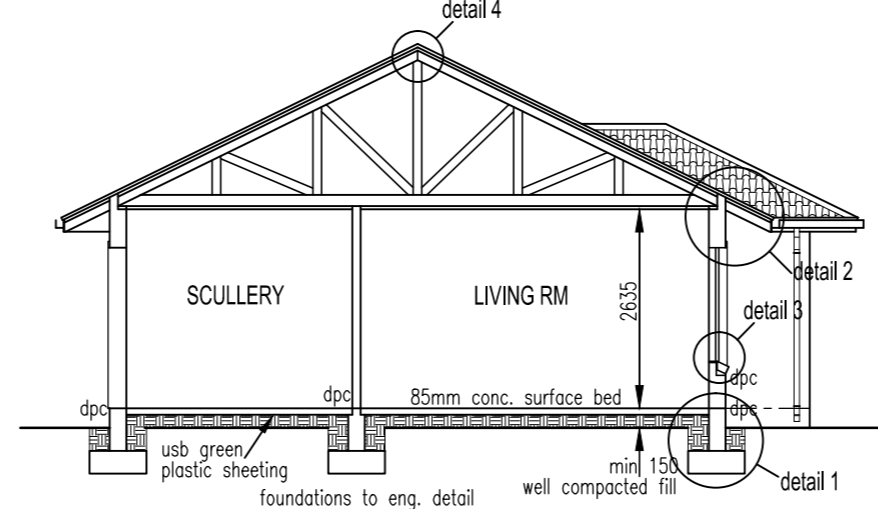 detail 4
detail 2
SCULLERY
LIVING RM
2635
detail 3
dpc
dpc
dpc
85mm conc. surface bed
dpc
usb green
plastic sheeting
min 150
well compacted fill
detail 1
foundations to eng. detail